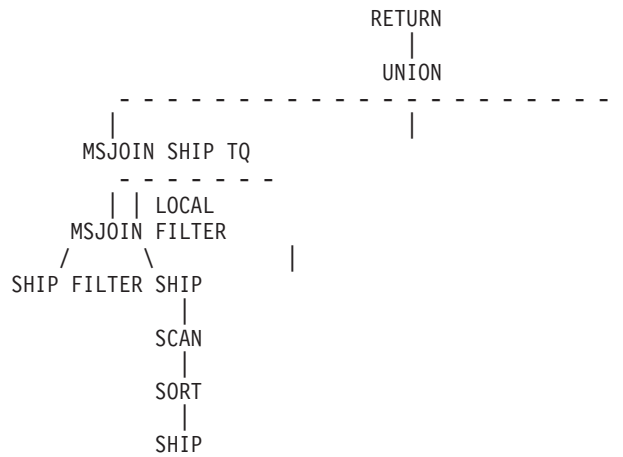 RETURN
UNION
MSJOIN SHIP TQ
LOCAL
MSJOIN FILTER
SHIP FILTER SHIP
SCAN
SORT
SHIP